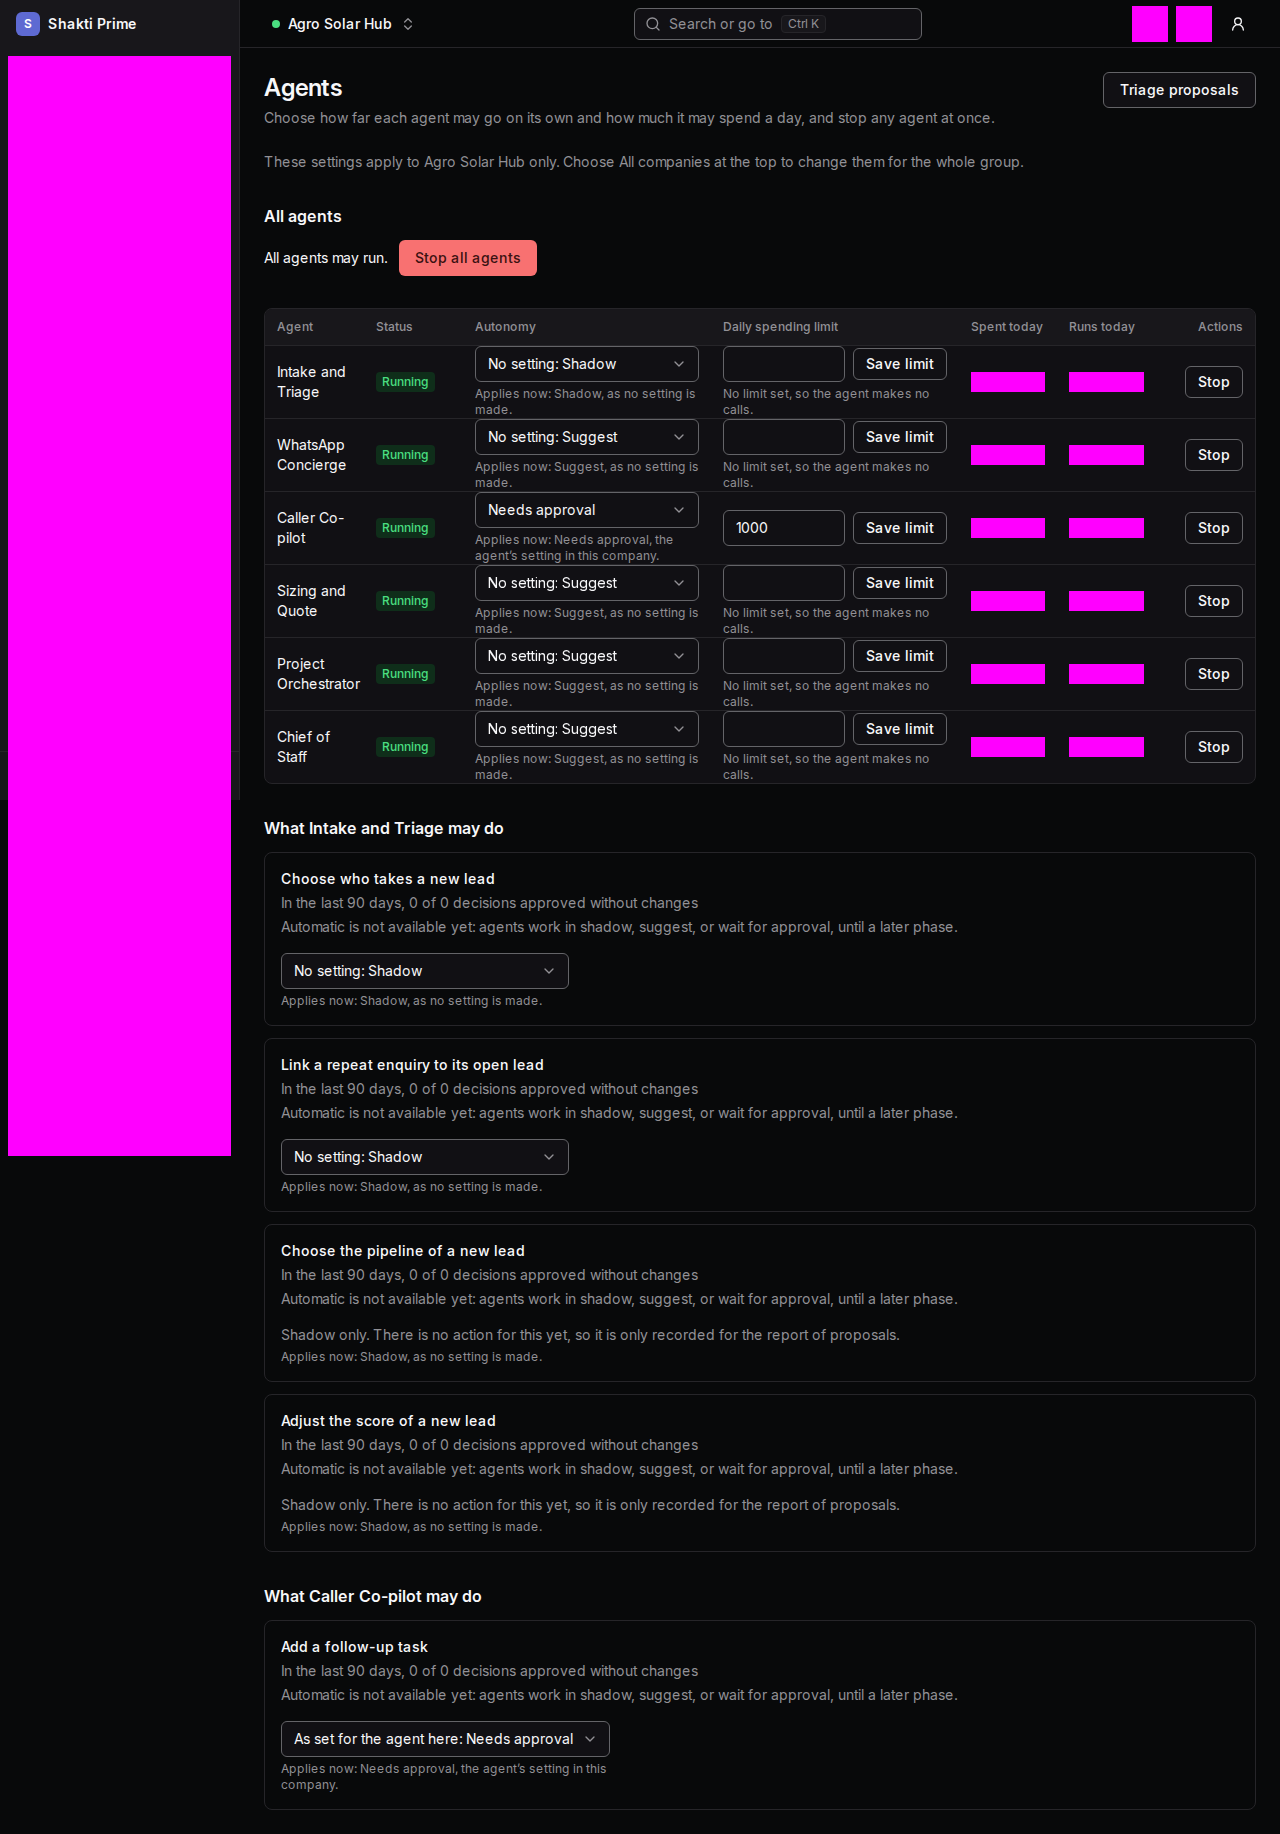 S Shakti Prime
Agro Solar Hub
Search or go to Ctrl K
Agents
Triage proposals
Choose how far each agent may go on its own and how much it may spend a day, and stop any agent at once.
These settings apply to Agro Solar Hub only. Choose All companies at the top to change them for the whole group.
All agents
All agents may run. Stop all agents
Agent Status Autonomy Daily spending limit Spent today Runs today Actions
Intake and
Triage
Running
No setting: Shadow
Applies now: Shadow, as no setting is
made.
Save limit
No limit set, so the agent makes no
calls.
Stop
WhatsApp
Concierge
Running
No setting: Suggest
Applies now: Suggest, as no setting is
made.
Save limit
No limit set, so the agent makes no
calls.
Stop
Caller Co-
pilot
Running
Needs approval
Applies now: Needs approval, the
agent's setting in this company.
1000
Save limit
Stop
Sizing and
Quote
Running
No setting: Suggest
Applies now: Suggest, as no setting is
made.
Save limit
No limit set, so the agent makes no
calls.
Stop
Project
Orchestrator
Running
No setting: Suggest
Applies now: Suggest, as no setting is
made.
Save limit
No limit set, so the agent makes no
calls.
Stop
Chief of
Staff
Running
No setting: Suggest
Applies now: Suggest, as no setting is
made.
Save limit
No limit set, so the agent makes no
calls.
Stop
What Intake and Triage may do
Choose who takes a new lead
In the last 90 days, 0 of 0 decisions approved without changes
Automatic is not available yet: agents work in shadow, suggest, or wait for approval, until a later phase.
No setting: Shadow
Applies now: Shadow, as no setting is made.
Link a repeat enquiry to its open lead
In the last 90 days, 0 of 0 decisions approved without changes
Automatic is not available yet: agents work in shadow, suggest, or wait for approval, until a later phase.
No setting: Shadow
Applies now: Shadow, as no setting is made.
Choose the pipeline of a new lead
In the last 90 days, 0 of 0 decisions approved without changes
Automatic is not available yet: agents work in shadow, suggest, or wait for approval, until a later phase.
Shadow only. There is no action for this yet, so it is only recorded for the report of proposals.
Applies now: Shadow, as no setting is made.
Adjust the score of a new lead
In the last 90 days, 0 of 0 decisions approved without changes
Automatic is not available yet: agents work in shadow, suggest, or wait for approval, until a later phase.
Shadow only. There is no action for this yet, so it is only recorded for the report of proposals.
Applies now: Shadow, as no setting is made.
What Caller Co-pilot may do
Add a follow-up task
In the last 90 days, 0 of 0 decisions approved without changes
Automatic is not available yet: agents work in shadow, suggest, or wait for approval, until a later phase.
As set for the agent here: Needs approval
Applies now: Needs approval, the agent's setting in this
company.